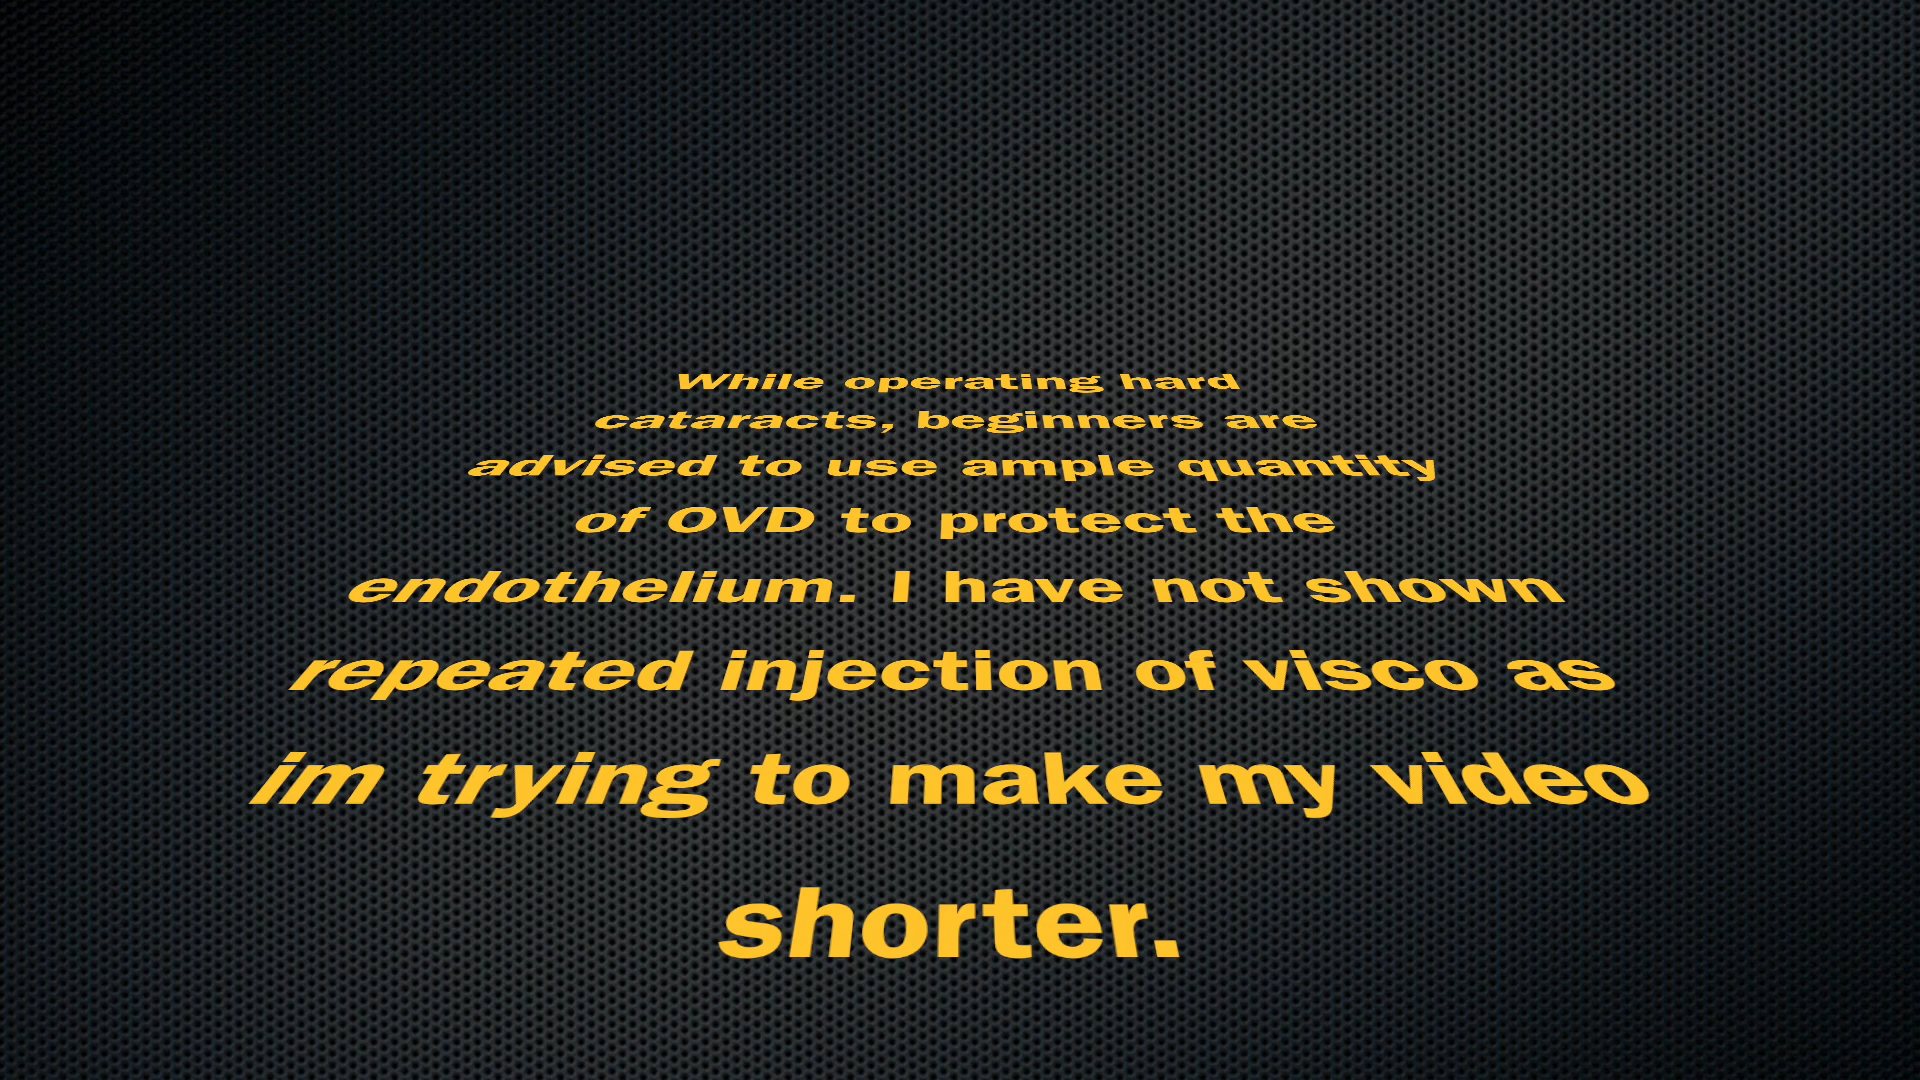 While operating hard
cataracts, beginners are
advised to use ample quantity
of OVD to protect the
endothelium. I have not shown
repeated injection of visco as
im trying to make my video
shorter.